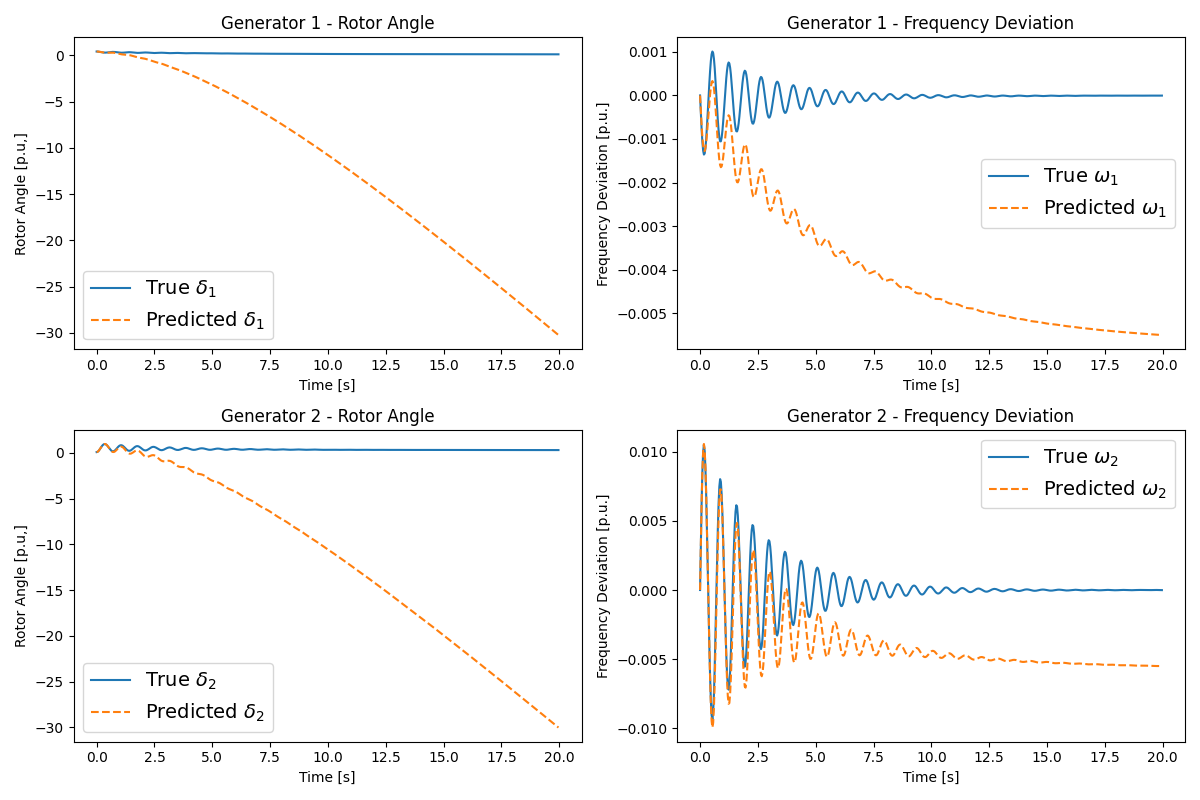 Generator 1 - Rotor Angle
Rotor Angle [p.u,]
0
−5
−10
−15
−20
−25
−30
True δ1
Predicted δ1
0.0 2.5 5.0 7.5 10.0 12.5 15.0 17.5 20.0
Time [s]
Generator 1 - Frequency Deviation
Frequency Deviation [p.u.]
0.001
0.000
−0.001
−0.002
−0.003
−0.004
−0.005
True ω1
Predicted ω1
0.0 2.5 5.0 7.5 10.0 12.5 15.0 17.5 20.0
Time [s]
Generator 2 - Rotor Angle
Rotor Angle [p.u,]
0
−5
−10
−15
−20
−25
−30
True δ2
Predicted δ2
0.0 2.5 5.0 7.5 10.0 12.5 15.0 17.5 20.0
Time [s]
Generator 2 - Frequency Deviation
Frequency Deviation [p.u.]
0.010
0.005
0.000
−0.005
−0.010
True ω2
Predicted ω2
0.0 2.5 5.0 7.5 10.0 12.5 15.0 17.5 20.0
Time [s]